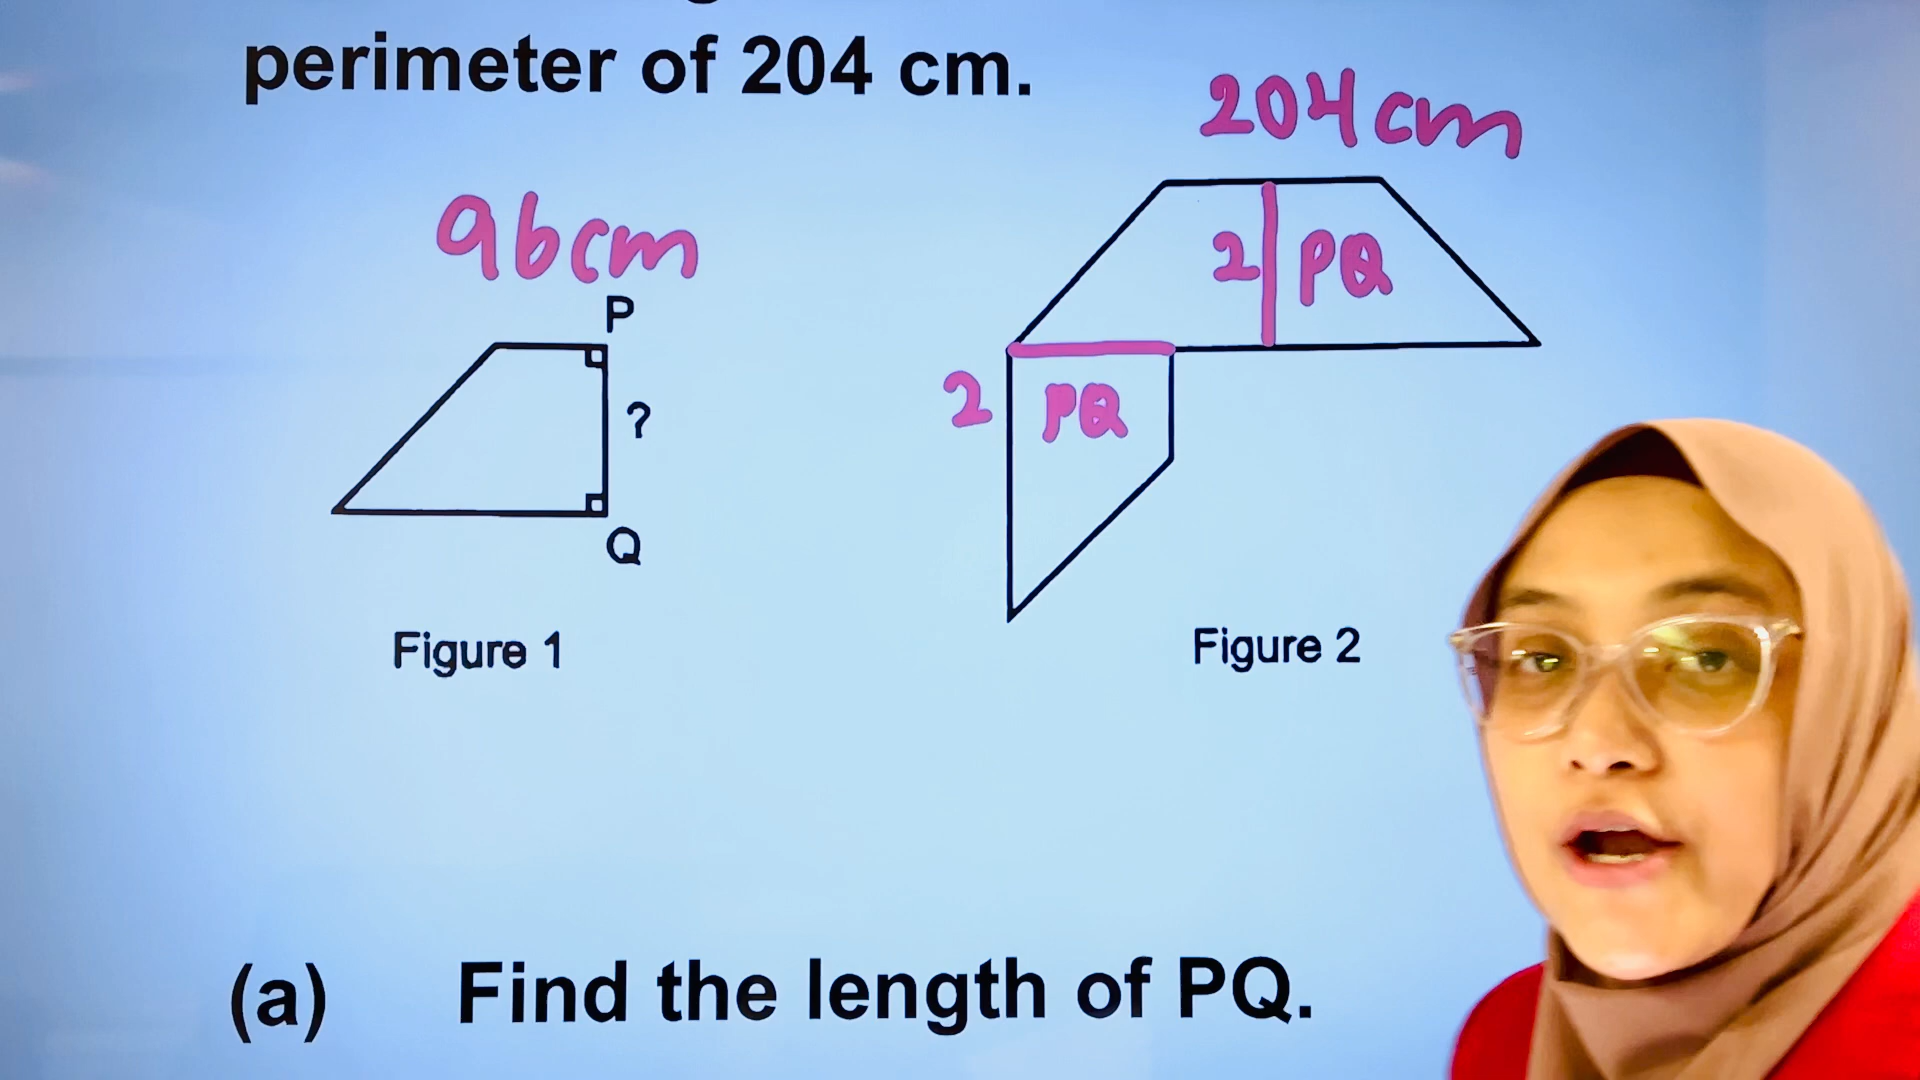 perimeter of 204 cm.
204 cm
96cm
P
2 PQ
?
2 PQ
Q
Figure 1
Figure 2
(a) Find the length of PQ.